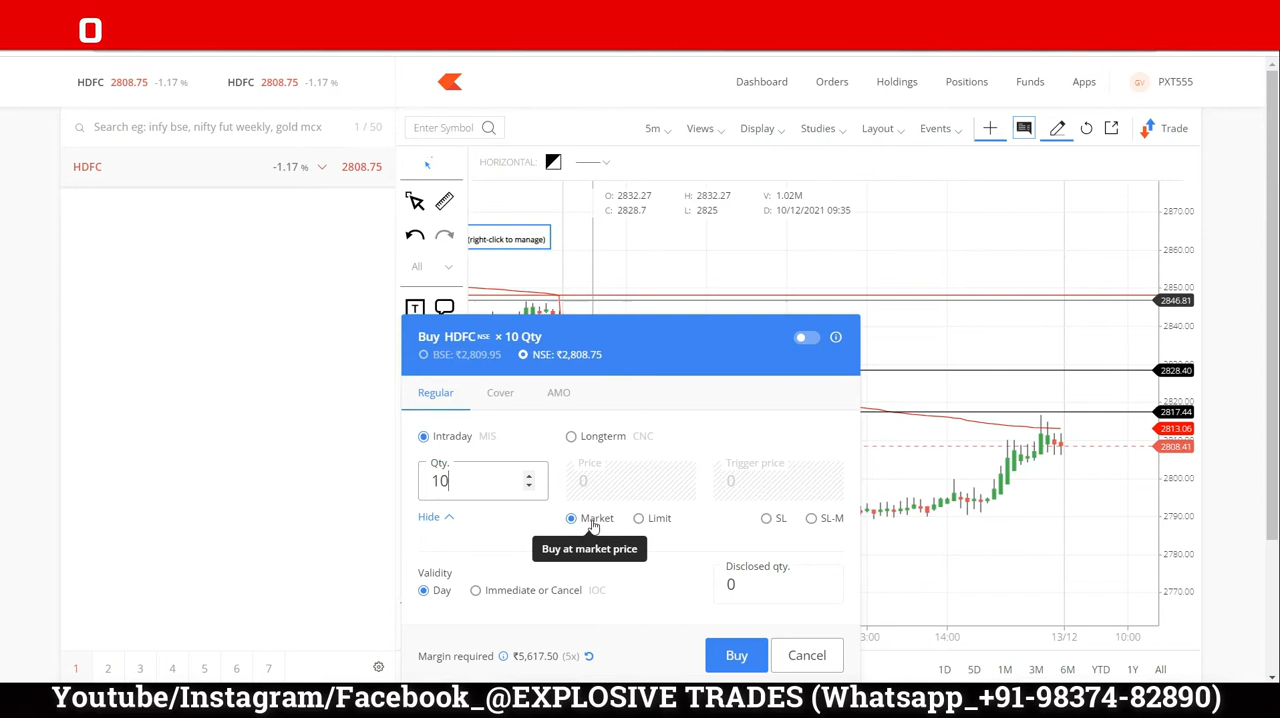 O
HDFC 2808.75 -1.17 % HDFC 2808.75 -1.17 %
Dashboard Orders Holdings Positions Funds Apps GV PXT555
Search eg: infy bse, nifty fut weekly, gold mcx 1 / 50
Enter Symbol 5m Views Display Studies Layout Events Trade
HDFC -1.17 % 2808.75
HORIZONTAL:
O: 2832.27 H: 2832.27 V: 1.02M
C: 2828.7 L: 2825 D: 10/12/2021 09:35
2870.00
(right-click to manage)
2860.00
All
2850.00
2846.81
T
2840.00
Buy HDFC NSE × 10 Qty
BSE: ₹2,809.95 NSE: ₹2,808.75
2828.40
Regular Cover AMO
2820.00
2817.44
2813.06
Intraday MIS Longterm CNC
2808.41
Qty. Price Trigger price
10 0 0
2800.00
Hide Market Limit SL SL-M
2790.00
Buy at market price
2780.00
Validity Disclosed qty.
Day Immediate or Cancel IOC 0
2770.00
14:00 13/12 10:00
Margin required ₹5,617.50 (5x) Buy Cancel
1 2 3 4 5 6 7
1D 5D 1M 3M 6M YTD 1Y All
Youtube/Instagram/Facebook_@EXPLOSIVE TRADES (Whatsapp_+91-98374-82890)